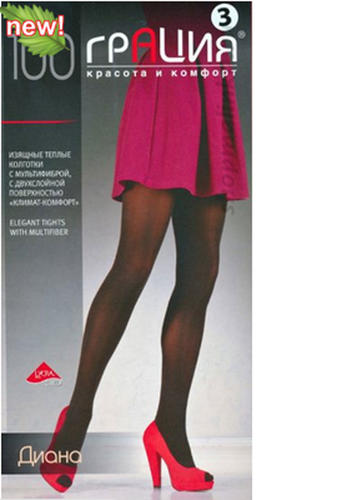 new!
3
100
ГРАЦИЯ®
красота и комфорт
ИЗЯЩНЫЕ ТЕПЛЫЕ
КОЛГОТКИ
С МУЛЬТИФИБРОЙ,
С ДВУХСЛОЙНОЙ
ПОВЕРХНОСТЬЮ
«КЛИМАТ-КОМФОРТ»
ELEGANT TIGHTS
WITH MULTIFIBER
LYCRA
Диана